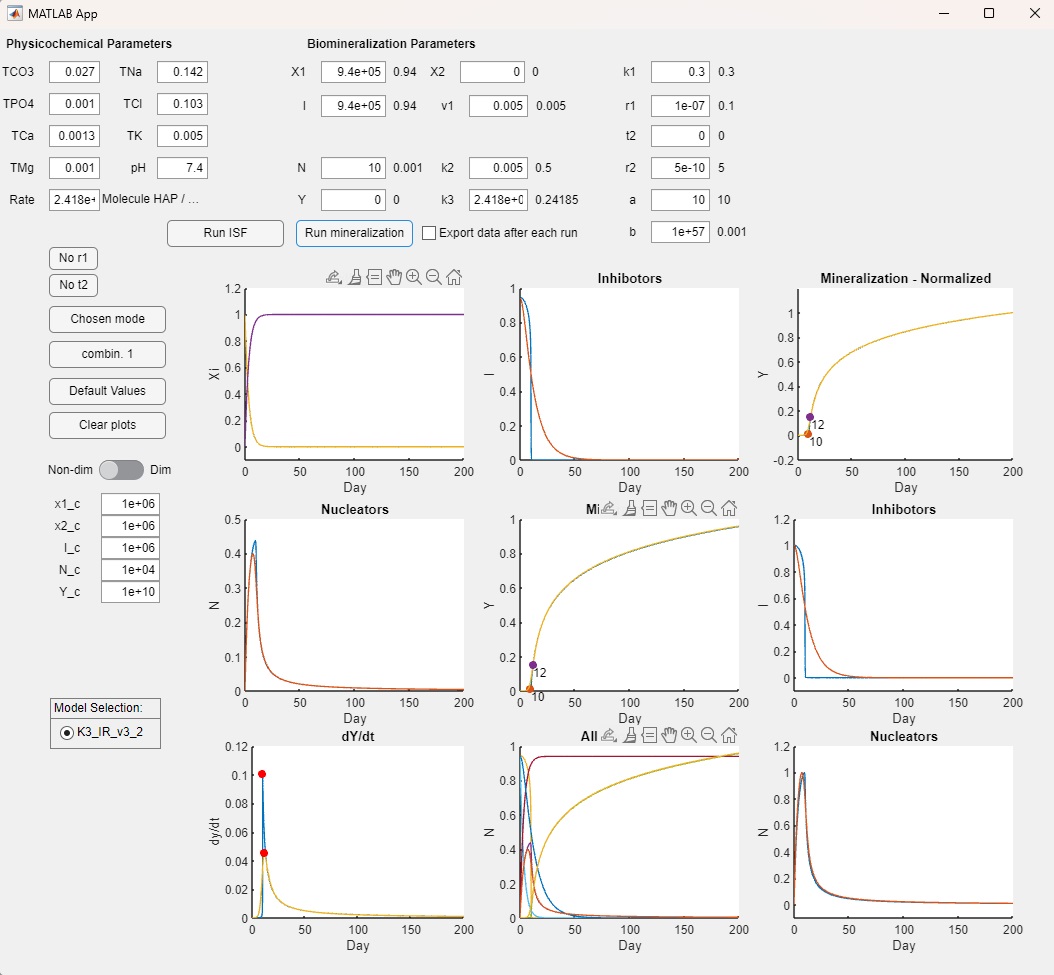 MATLAB App
Physicochemical Parameters
Biomineralization Parameters
TCO3 0.027 TNa 0.142 X1 9.4e+05 0.94 X2 0 0 k1 0.3 0.3
TPO4 0.001 TCl 0.103 I 9.4e+05 0.94 v1 0.005 0.005 r1 1e-07 0.1
TCa 0.0013 TK 0.005 t2 0 0
TMg 0.001 pH 7.4 N 10 0.001 k2 0.005 0.5 r2 5e-10 5
Rate 2.418e+ Molecule HAP / ... Y 0 0 k3 2.418e+0 0.24185 a 10 10
Run ISF Run mineralization Export data after each run b 1e+57 0.001
No r1
No t2
Chosen mode
combin. 1
Default Values
Clear plots
Non-dim Dim
x1_c 1e+06
x2_c 1e+06
I_c 1e+06
N_c 1e+04
Y_c 1e+10
Model Selection:
K3_IR_v3_2
1.2
1
0.8
0.6
0.4
0.2
0
Xi
0 50 100 150 200
Day
Inhibotors
1
0.8
0.6
0.4
0.2
0
I
0 50 100 150 200
Day
Mineralization - Normalized
1
0.8
0.6
0.4
0.2
0
-0.2
Y
12
10
0 50 100 150 200
Day
Nucleators
0.5
0.4
0.3
0.2
0.1
0
N
0 50 100 150 200
Day
Mi
1
0.8
0.6
0.4
0.2
0
Y
12
10
0 50 100 150 200
Day
Inhibotors
1.2
1
0.8
0.6
0.4
0.2
0
I
0 50 100 150 200
Day
dY/dt
0.12
0.1
0.08
0.06
0.04
0.02
0
dy/dt
0 50 100 150 200
Day
All
1
0.8
0.6
0.4
0.2
0
N
0 50 100 150 200
Day
Nucleators
1.2
1
0.8
0.6
0.4
0.2
0
N
0 50 100 150 200
Day